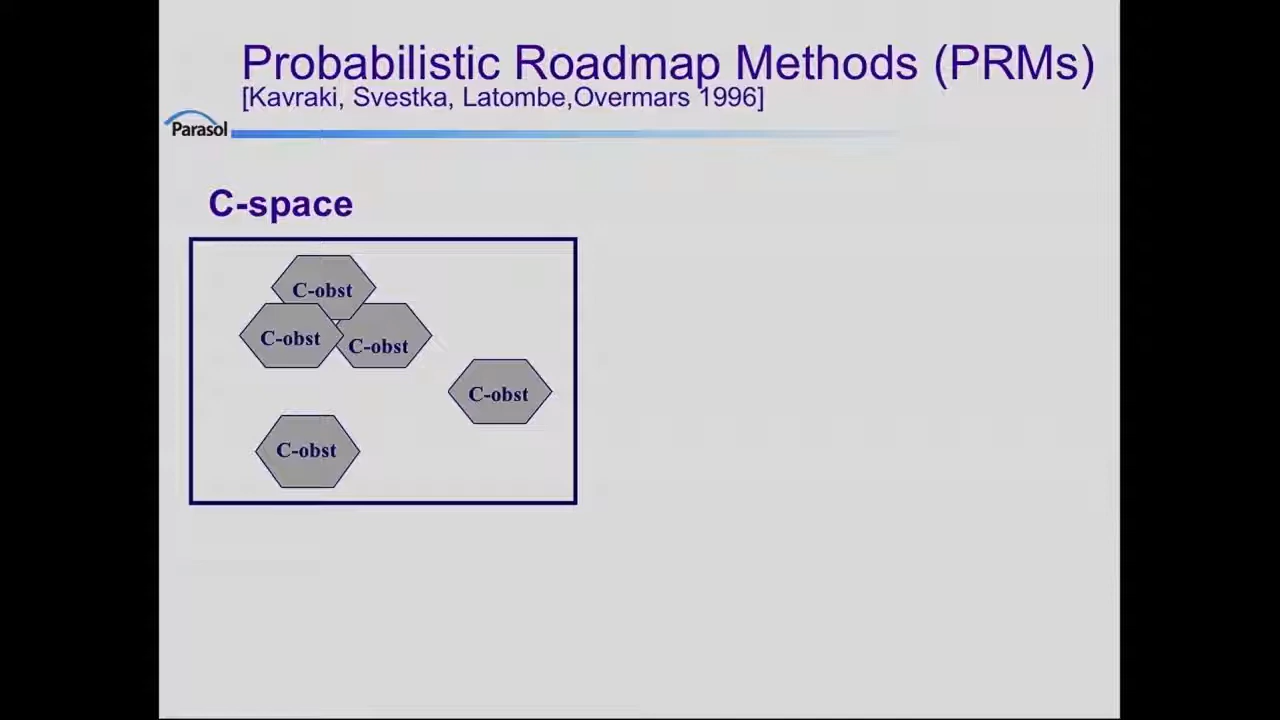 Probabilistic Roadmap Methods (PRMs)
[Kavraki, Svestka, Latombe,Overmars 1996]
Parasol
C-space
C-obst
C-obst
C-obst
C-obst
C-obst